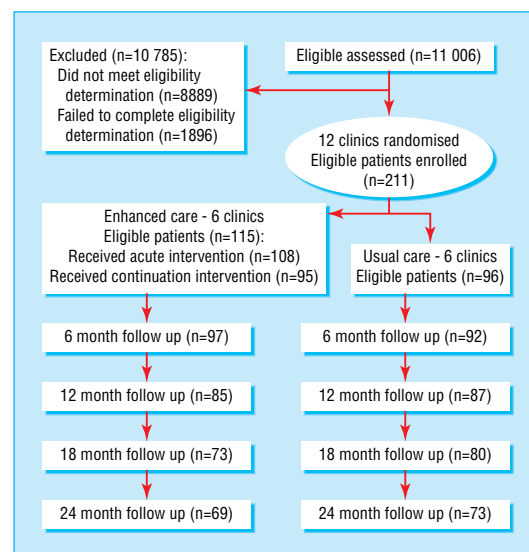 Excluded (n=10 785):
Did not meet eligibility
determination (n=8889)
Failed to complete eligibility
determination (n=1896)
Eligible assessed (n=11 006)
12 clinics randomised
Eligible patients enrolled
(n=211)
Enhanced care - 6 clinics
Eligible patients (n=115):
Received acute intervention (n=108)
Received continuation intervention (n=95)
Usual care - 6 clinics
Eligible patients (n=96)
6 month follow up (n=97)
6 month follow up (n=92)
12 month follow up (n=85)
12 month follow up (n=87)
18 month follow up (n=73)
18 month follow up (n=80)
24 month follow up (n=69)
24 month follow up (n=73)